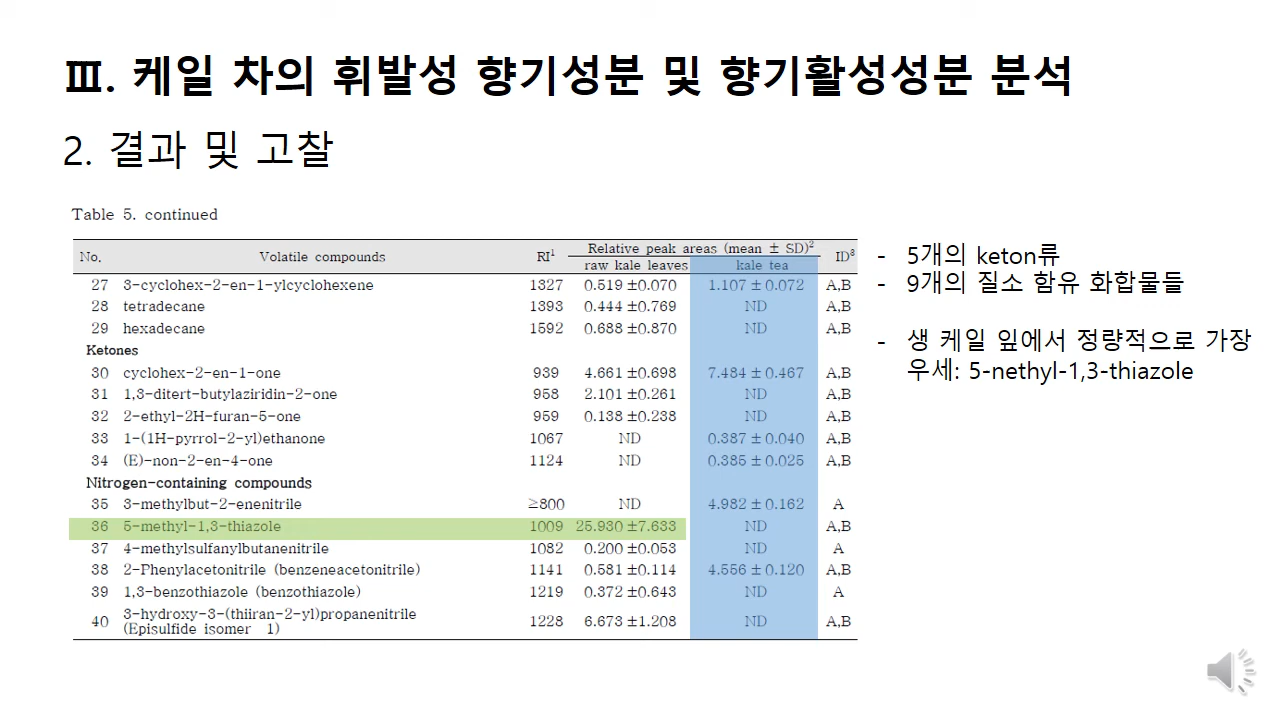 Ⅲ. 케일 차의 휘발성 향기성분 및 향기활성성분 분석
2. 결과 및 고찰
Table 5. continued
No. Volatile compounds RI¹ Relative peak areas (mean ± SD)² ID³
raw kale leaves kale tea
27 3-cyclohex-2-en-1-ylcyclohexene 1327 0.519 ±0.070 1.107 ± 0.072 A,B
28 tetradecane 1393 0.444 ±0.769 ND A,B
29 hexadecane 1592 0.688 ±0.870 ND A,B
Ketones
30 cyclohex-2-en-1-one 939 4.661 ±0.698 7.484 ± 0.467 A,B
31 1,3-ditert-butylaziridin-2-one 958 2.101 ±0.261 ND A,B
32 2-ethyl-2H-furan-5-one 959 0.138 ±0.238 ND A,B
33 1-(1H-pyrrol-2-yl)ethanone 1067 ND 0.387 ± 0.040 A,B
34 (E)-non-2-en-4-one 1124 ND 0.385 ± 0.025 A,B
Nitrogen-containing compounds
35 3-methylbut-2-enenitrile ≥800 ND 4.982 ± 0.162 A
36 5-methyl-1,3-thiazole 1009 25.930 ±7.633 ND A,B
37 4-methylsulfanylbutanenitrile 1082 0.200 ±0.053 ND A
38 2-Phenylacetonitrile (benzeneacetonitrile) 1141 0.581 ±0.114 4.556 ± 0.120 A,B
39 1,3-benzothiazole (benzothiazole) 1219 0.372 ±0.643 ND A
40 3-hydroxy-3-(thiiran-2-yl)propanenitrile 1228 6.673 ±1.208 ND A,B
(Episulfide isomer 1)
- 5개의 keton류
- 9개의 질소 함유 화합물들
- 생 케일 잎에서 정량적으로 가장
우세: 5-nethyl-1,3-thiazole